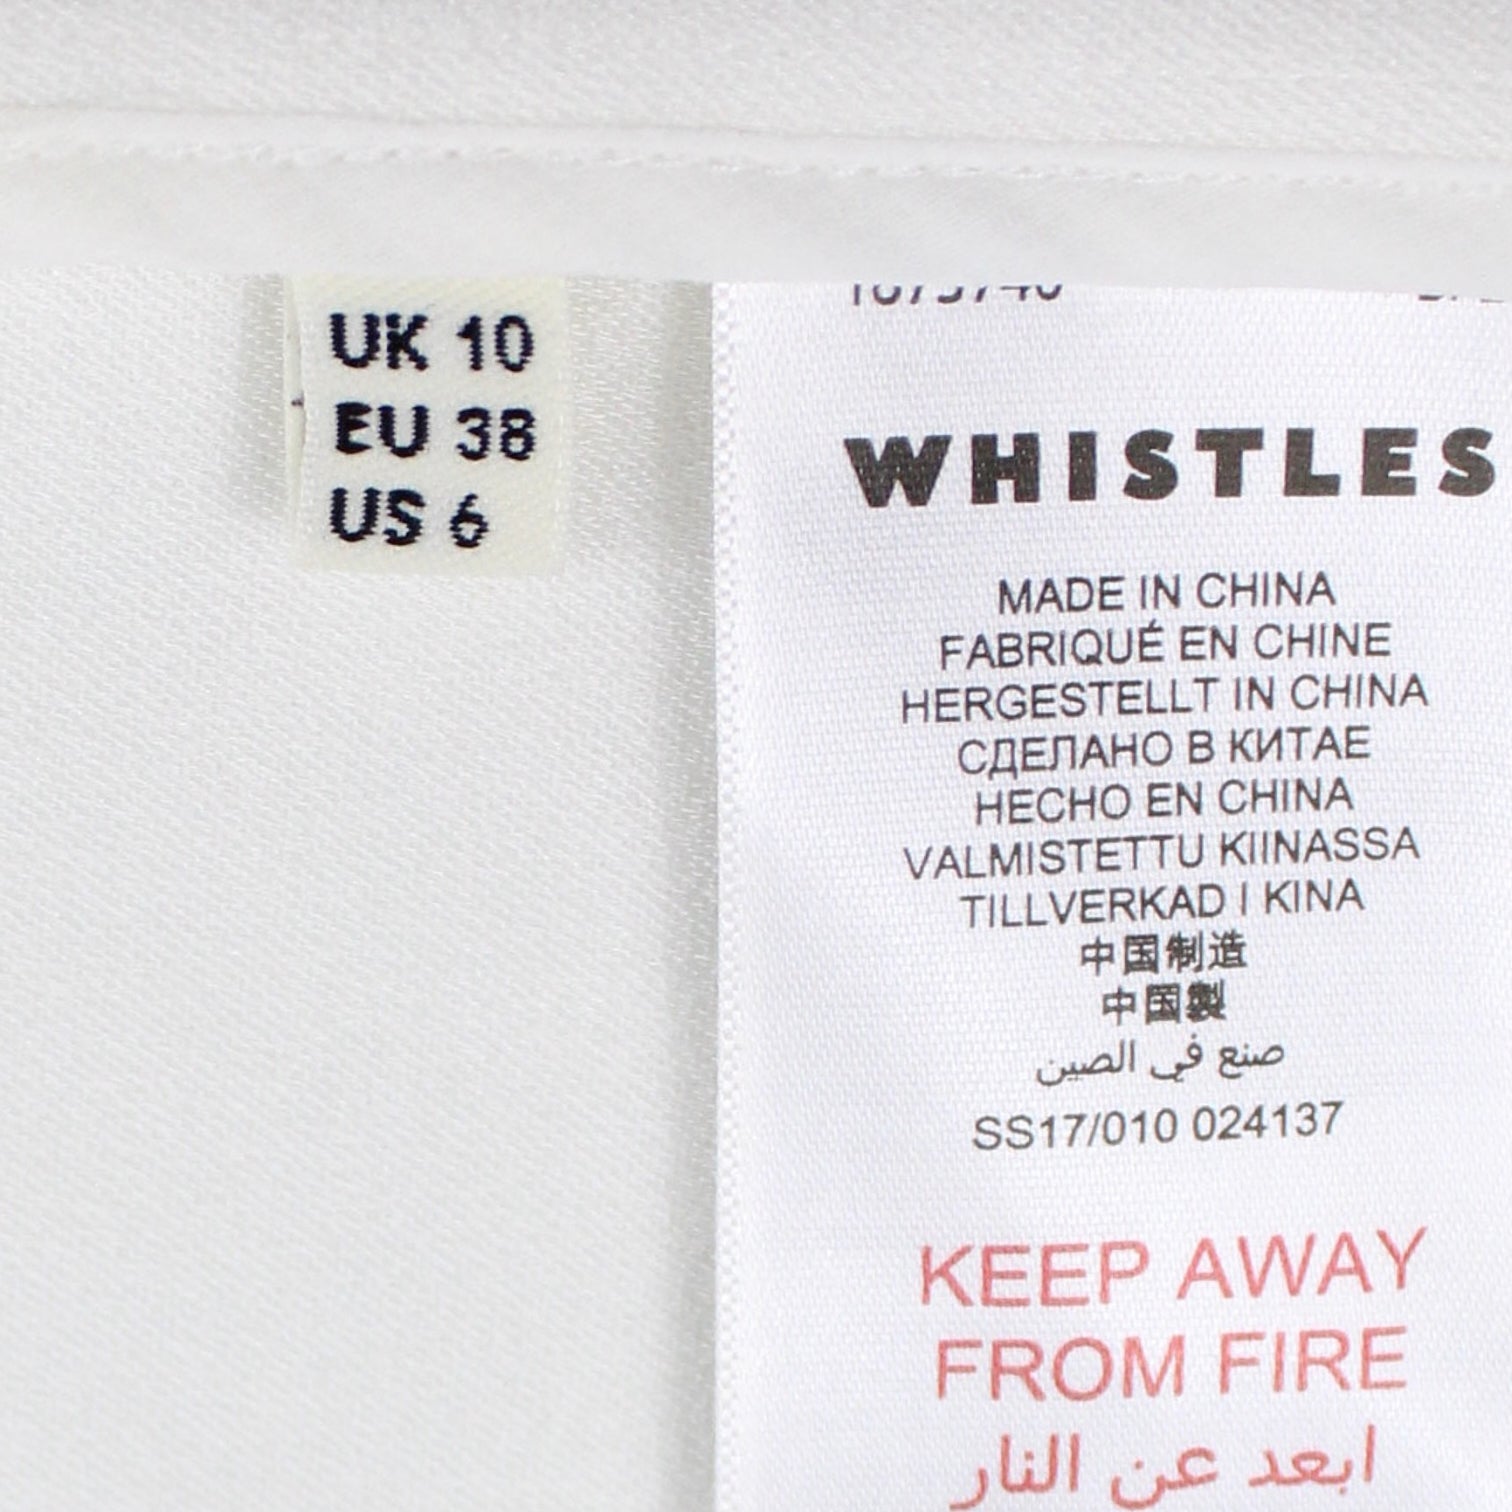 UK 10
EU 38
US 6
WHISTLES
MADE IN CHINA
FABRIQUÉ EN CHINE
HERGESTELLT IN CHINA
СДЕЛАНО В КИТАЕ
HECHO EN CHINA
VALMISTETTU KIINASSA
TILLVERKAD I KINA
中国制造
中国製
صنع في الصين
SS17/010 024137
KEEP AWAY
FROM FIRE
ابعد عن النار